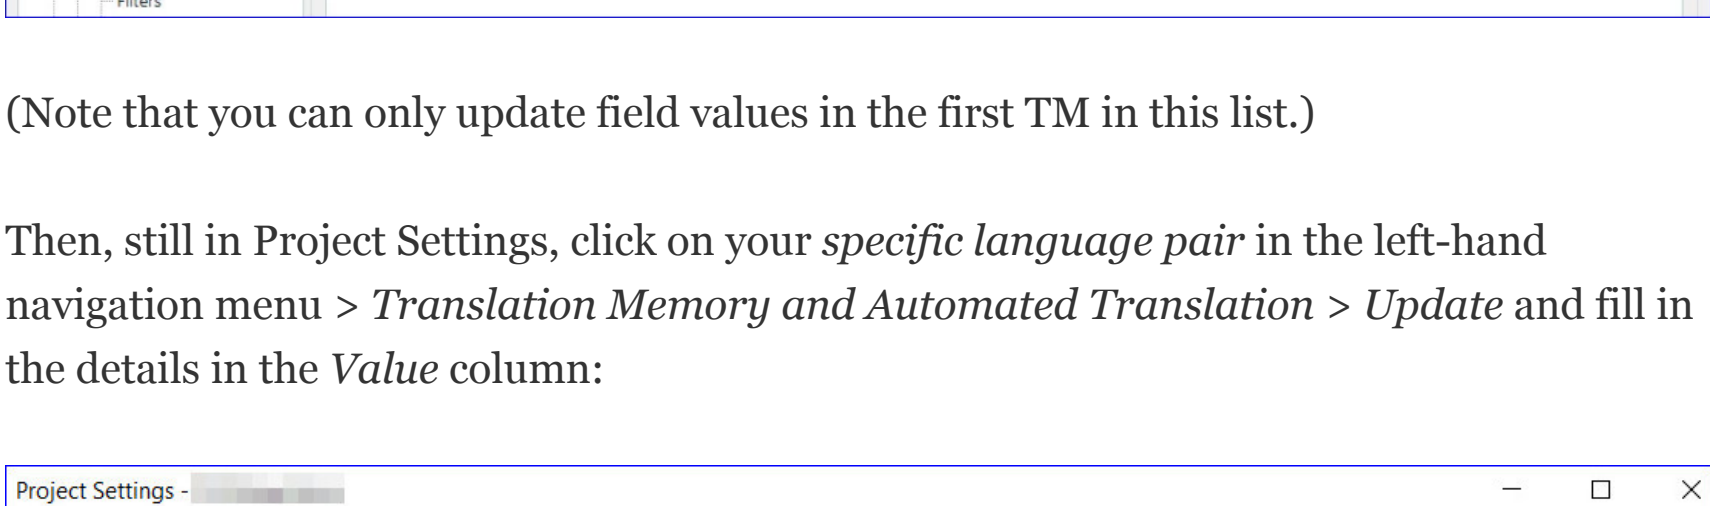 Filters
(Note that you can only update field values in the first TM in this list.)
Then, still in Project Settings, click on your specific language pair in the left-hand
navigation menu > Translation Memory and Automated Translation > Update and fill in
the details in the Value column:
Project Settings -